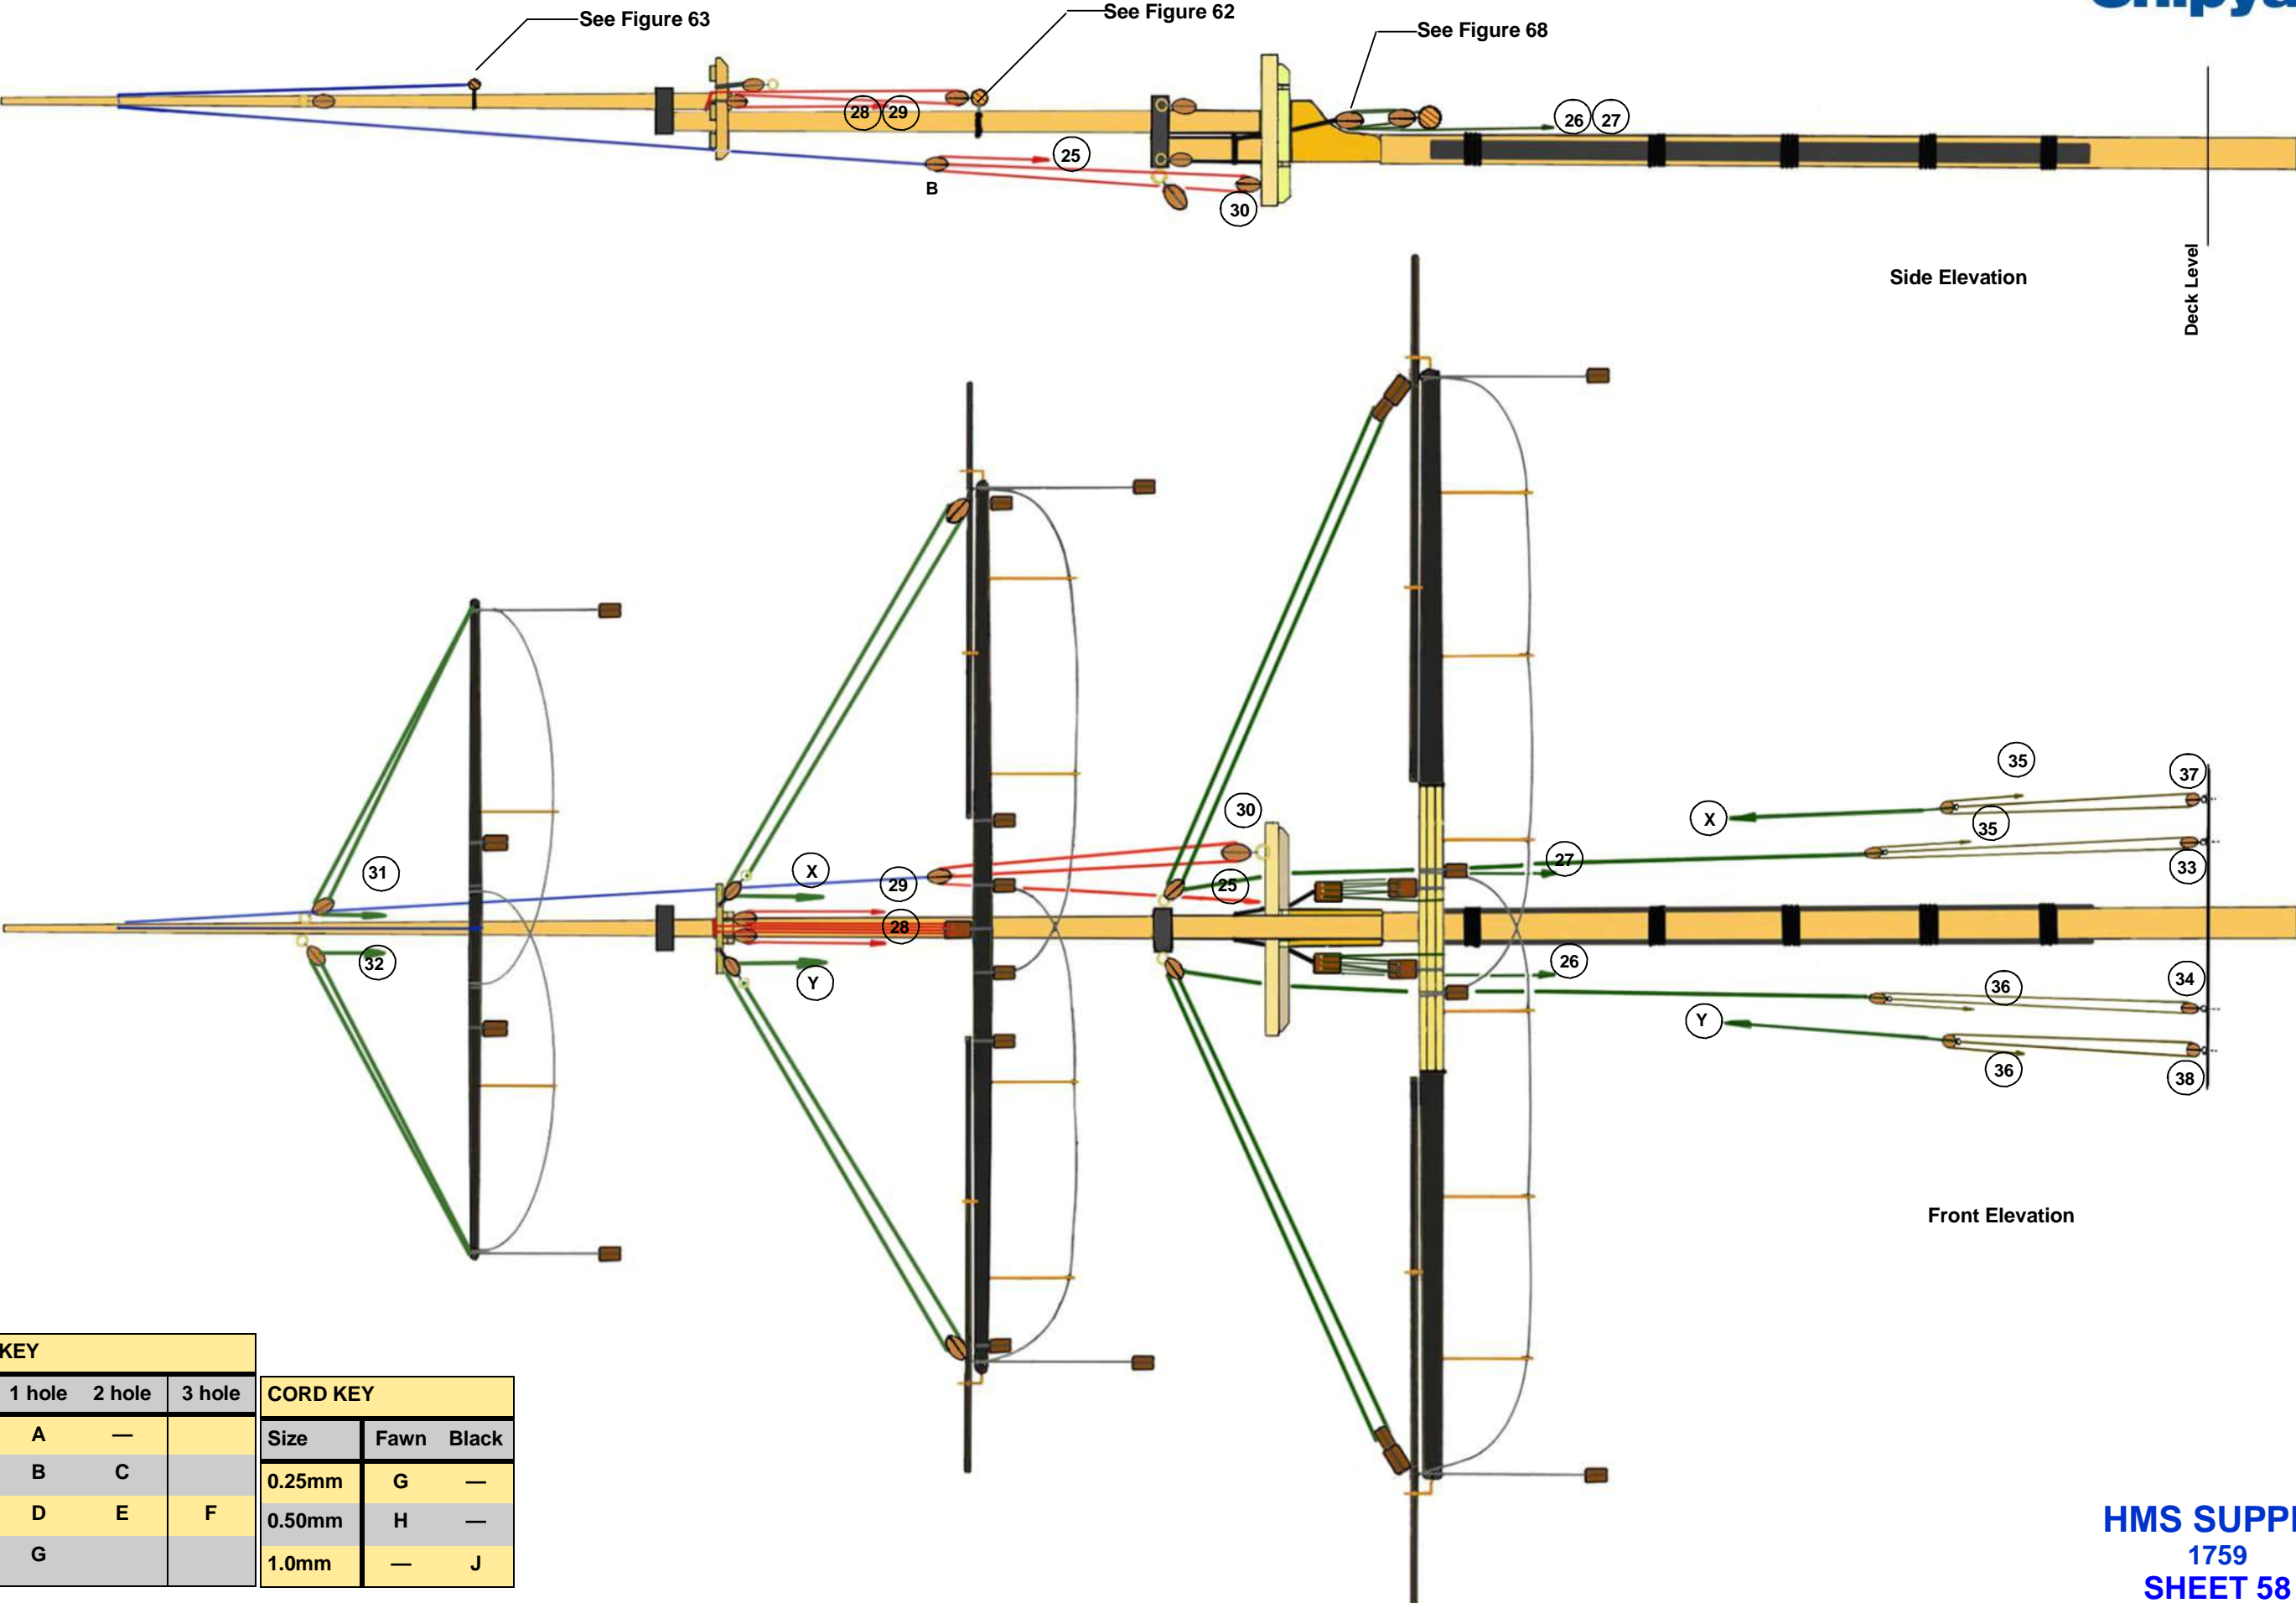 See Figure 63
See Figure 62
See Figure 68
28 29
26 27
25
B
30
Side Elevation
Deck Level
35
37
30
X
35
31
X
27
33
29
25
28
26
32
34
36
Y
Y
36
38
Front Elevation
KEY
1 hole 2 hole 3 hole
A —
B C
D E F
G
CORD KEY
Size Fawn Black
0.25mm G —
0.50mm H —
1.0mm — J
HMS SUPPL
1759
SHEET 58